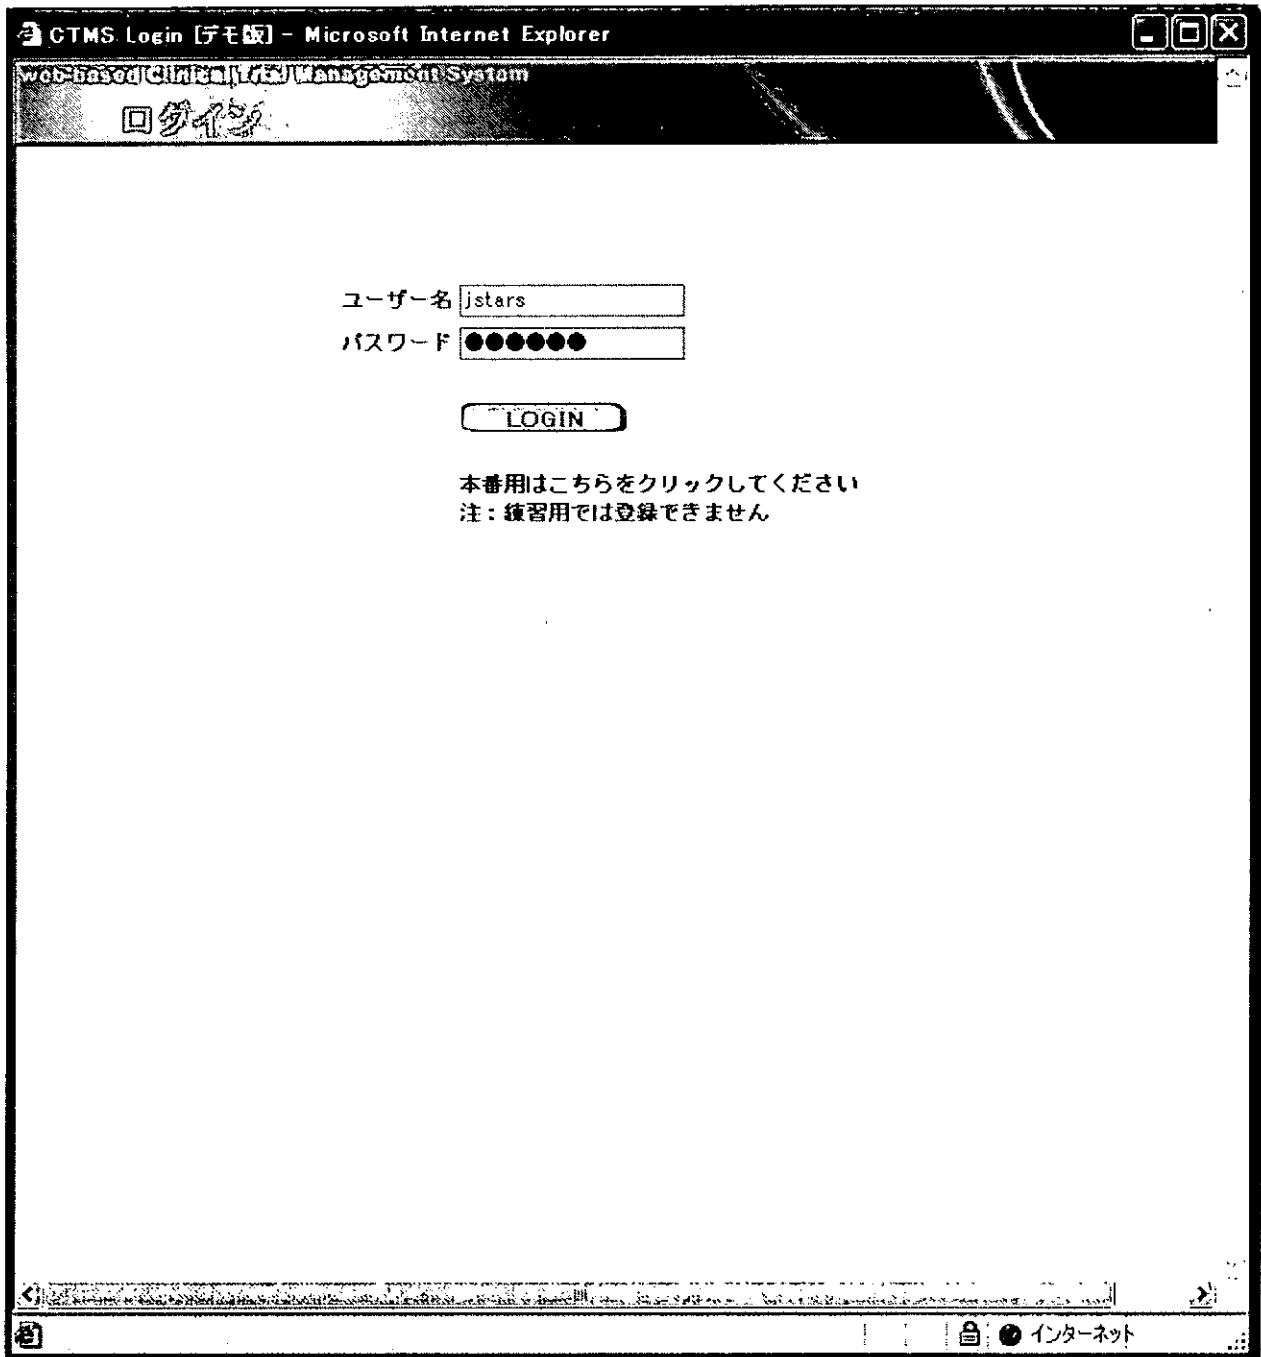 CTMS Login [デモ版] - Microsoft Internet Explorer
web-based Clinical Trial Management System
ログイン
ユーザー名 jstars
パスワード ●●●●●●
LOGIN
本番用はこちらをクリックしてください
注：練習用では登録できません
インターネット